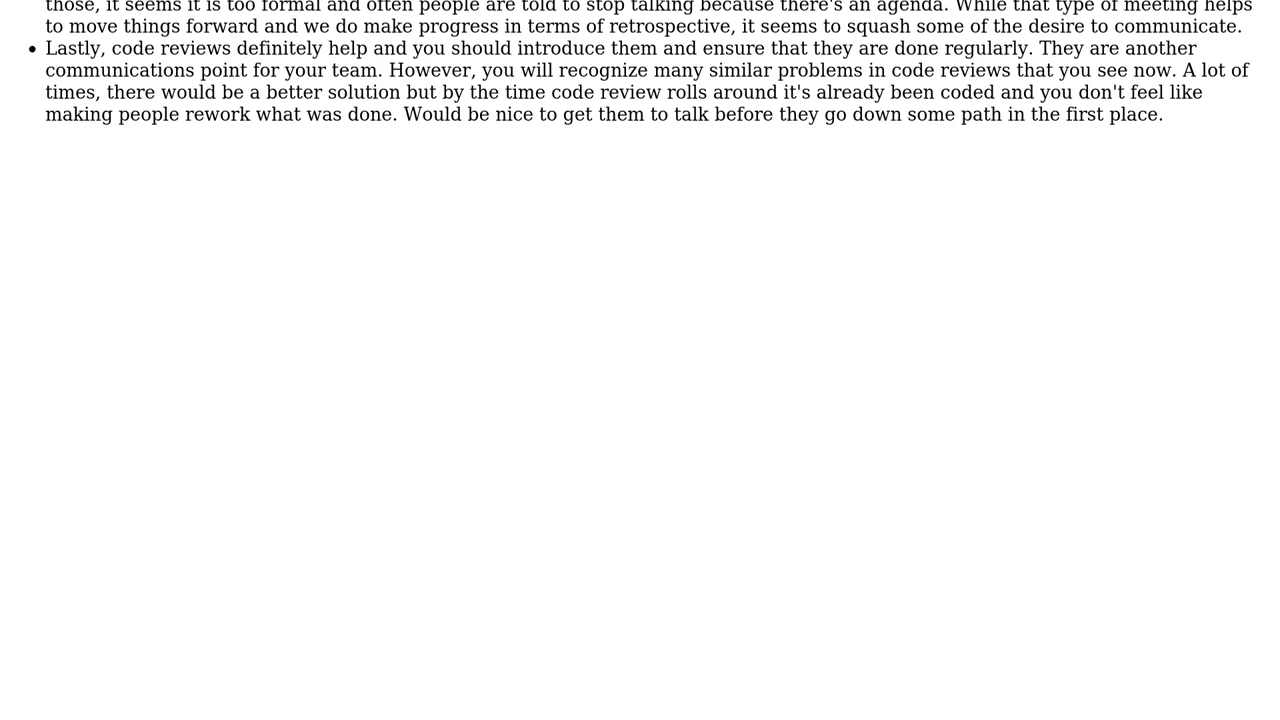 those, it seems it is too formal and often people are told to stop talking because there's an agenda. While that type of meeting helps
to move things forward and we do make progress in terms of retrospective, it seems to squash some of the desire to communicate.
• Lastly, code reviews definitely help and you should introduce them and ensure that they are done regularly. They are another
communications point for your team. However, you will recognize many similar problems in code reviews that you see now. A lot of
times, there would be a better solution but by the time code review rolls around it's already been coded and you don't feel like
making people rework what was done. Would be nice to get them to talk before they go down some path in the first place.